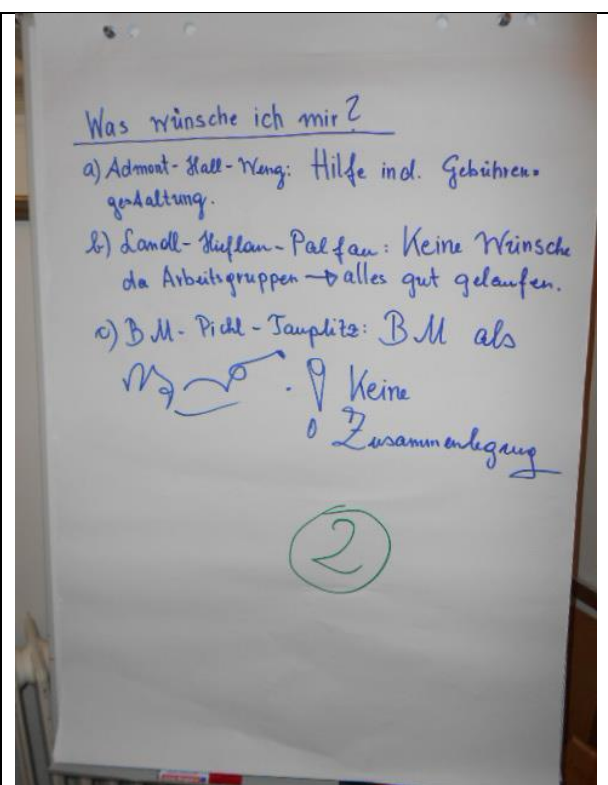 Was wünsche ich mir?
a) Admont-Hall-Weng: Hilfe in d. Gebühren-
gestaltung.
b) Landl-Hieflau-Palfau: Keine Wünsche
da Arbeitsgruppen → alles gut gelaufen.
c) BM-Pichl-Tauplitz: BM als
! Keine
Zusammenlegung
2